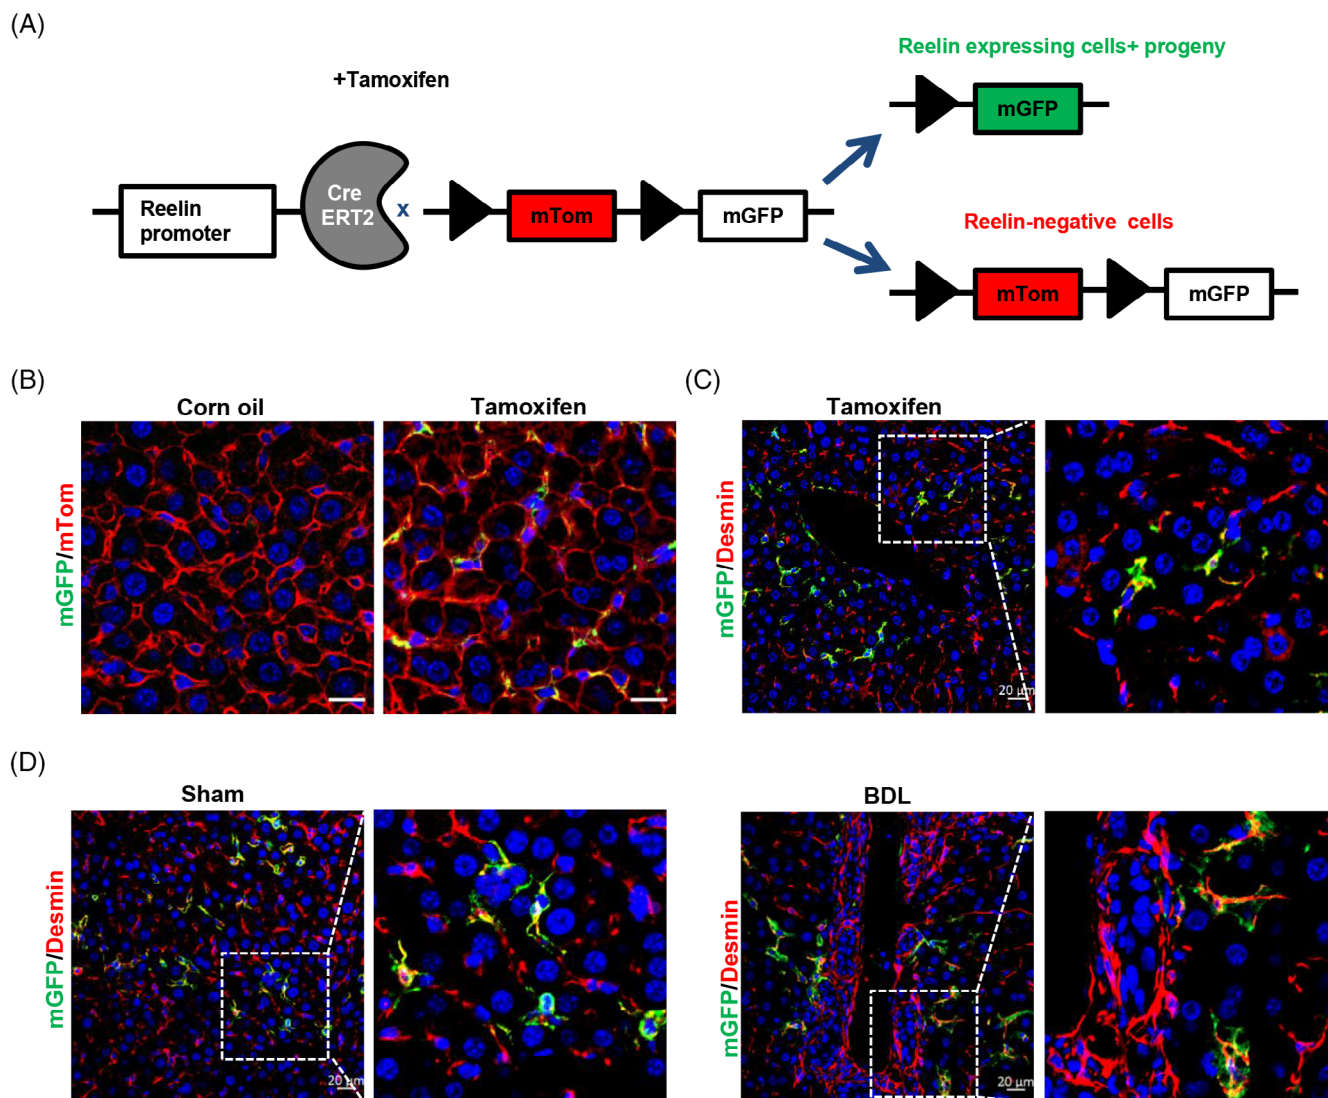 (A)
Reelin expressing cells+ progeny
+Tamoxifen
mGFP
Cre
ERT2
Reelin
promoter
x
mTom
mGFP
Reelin-negative cells
mTom
mGFP
(B)
(C)
Corn oil
Tamoxifen
Tamoxifen
mGFP/mTom
mGFP/Desmin
20 µm
(D)
Sham
BDL
mGFP/Desmin
20 µm
mGFP/Desmin
20 µm